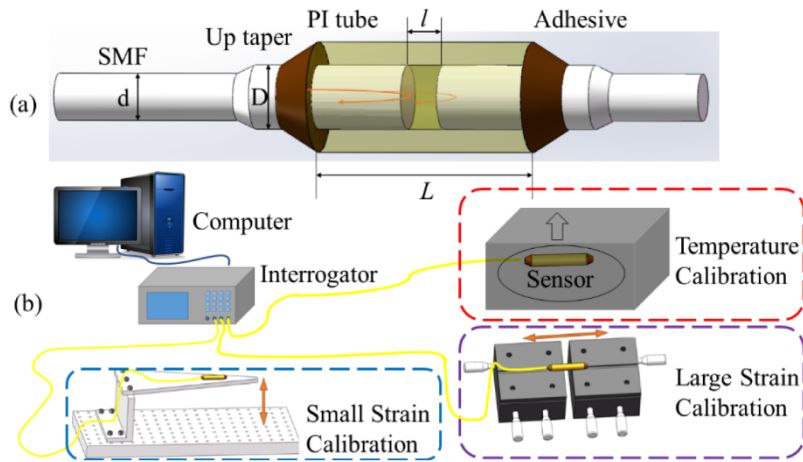 PI tube
l
Adhesive
Up taper
SMF
(a)
d
D
L
Computer
Interrogator
(b)
Sensor
Temperature
Calibration
Small Strain
Calibration
Large Strain
Calibration